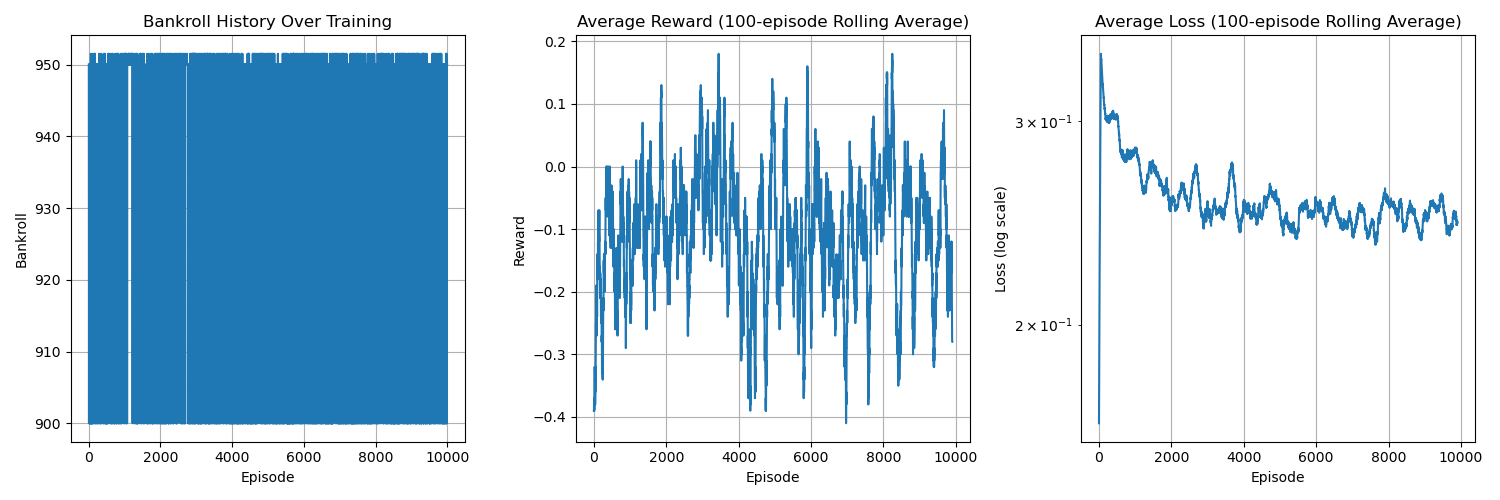 Bankroll History Over Training
950
940
930
920
910
900
Bankroll
0
2000
4000
6000
8000
10000
Episode
Average Reward (100-episode Rolling Average)
0.2
0.1
0.0
−0.1
−0.2
−0.3
−0.4
Reward
0
2000
4000
6000
8000
10000
Episode
Average Loss (100-episode Rolling Average)
3 × 10⁻¹
2 × 10⁻¹
Loss (log scale)
0
2000
4000
6000
8000
10000
Episode